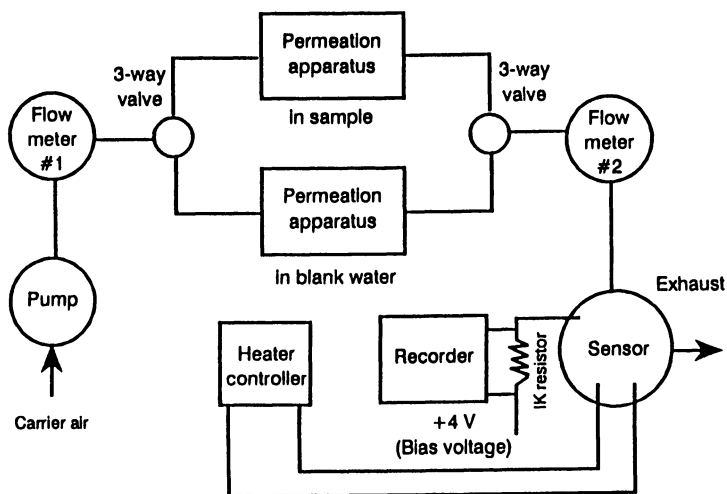 Permeation
apparatus
in sample
3-way
valve
3-way
valve
Flow
meter
#1
Flow
meter
#2
Permeation
apparatus
in blank water
Pump
Carrier air
Exhaust
Heater
controller
Recorder
IK resistor
Sensor
+4 V
(Bias voltage)